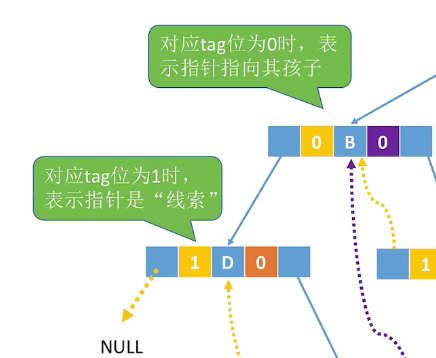 对应tag位为0时，表
示指针指向其孩子
0 B 0
对应tag位为1时，
表示指针是“线索”
1 D 0
1
NULL